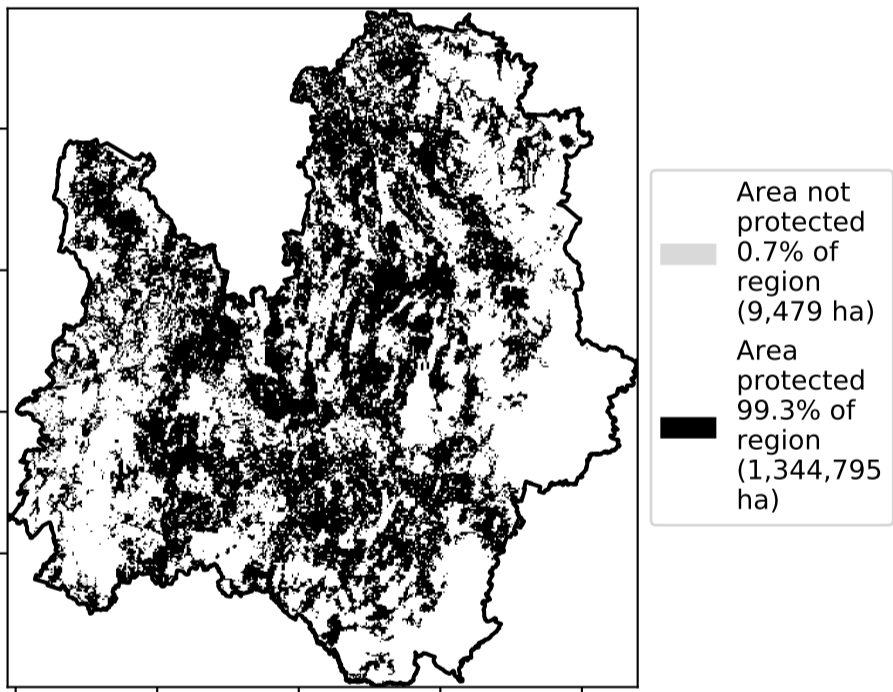 Area not
protected
0.7% of
region
(9,479 ha)
Area
protected
99.3% of
region
(1,344,795
ha)